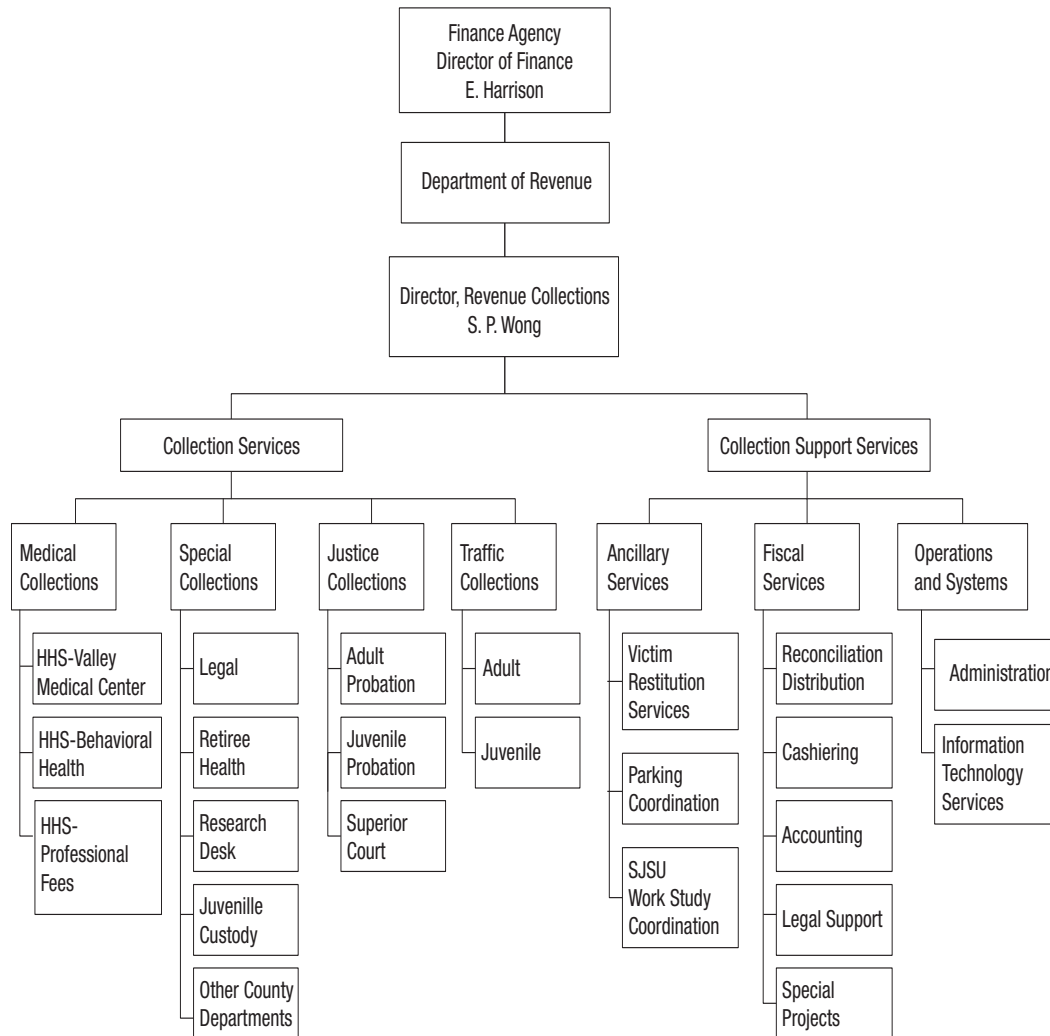 Finance Agency
Director of Finance
E. Harrison
Department of Revenue
Director, Revenue Collections
S. P. Wong
Collection Services
Collection Support Services
Medical
Collections
Special
Collections
Justice
Collections
Traffic
Collections
Ancillary
Services
Fiscal
Services
Operations
and Systems
HHS-Valley
Medical Center
HHS-Behavioral
Health
HHS-
Professional
Fees
Legal
Retiree
Health
Research
Desk
Juvenille
Custody
Other County
Departments
Adult
Probation
Juvenile
Probation
Superior
Court
Adult
Juvenile
Victim
Restitution
Services
Parking
Coordination
SJSU
Work Study
Coordination
Reconciliation
Distribution
Cashiering
Accounting
Legal Support
Special
Projects
Administration
Information
Technology
Services